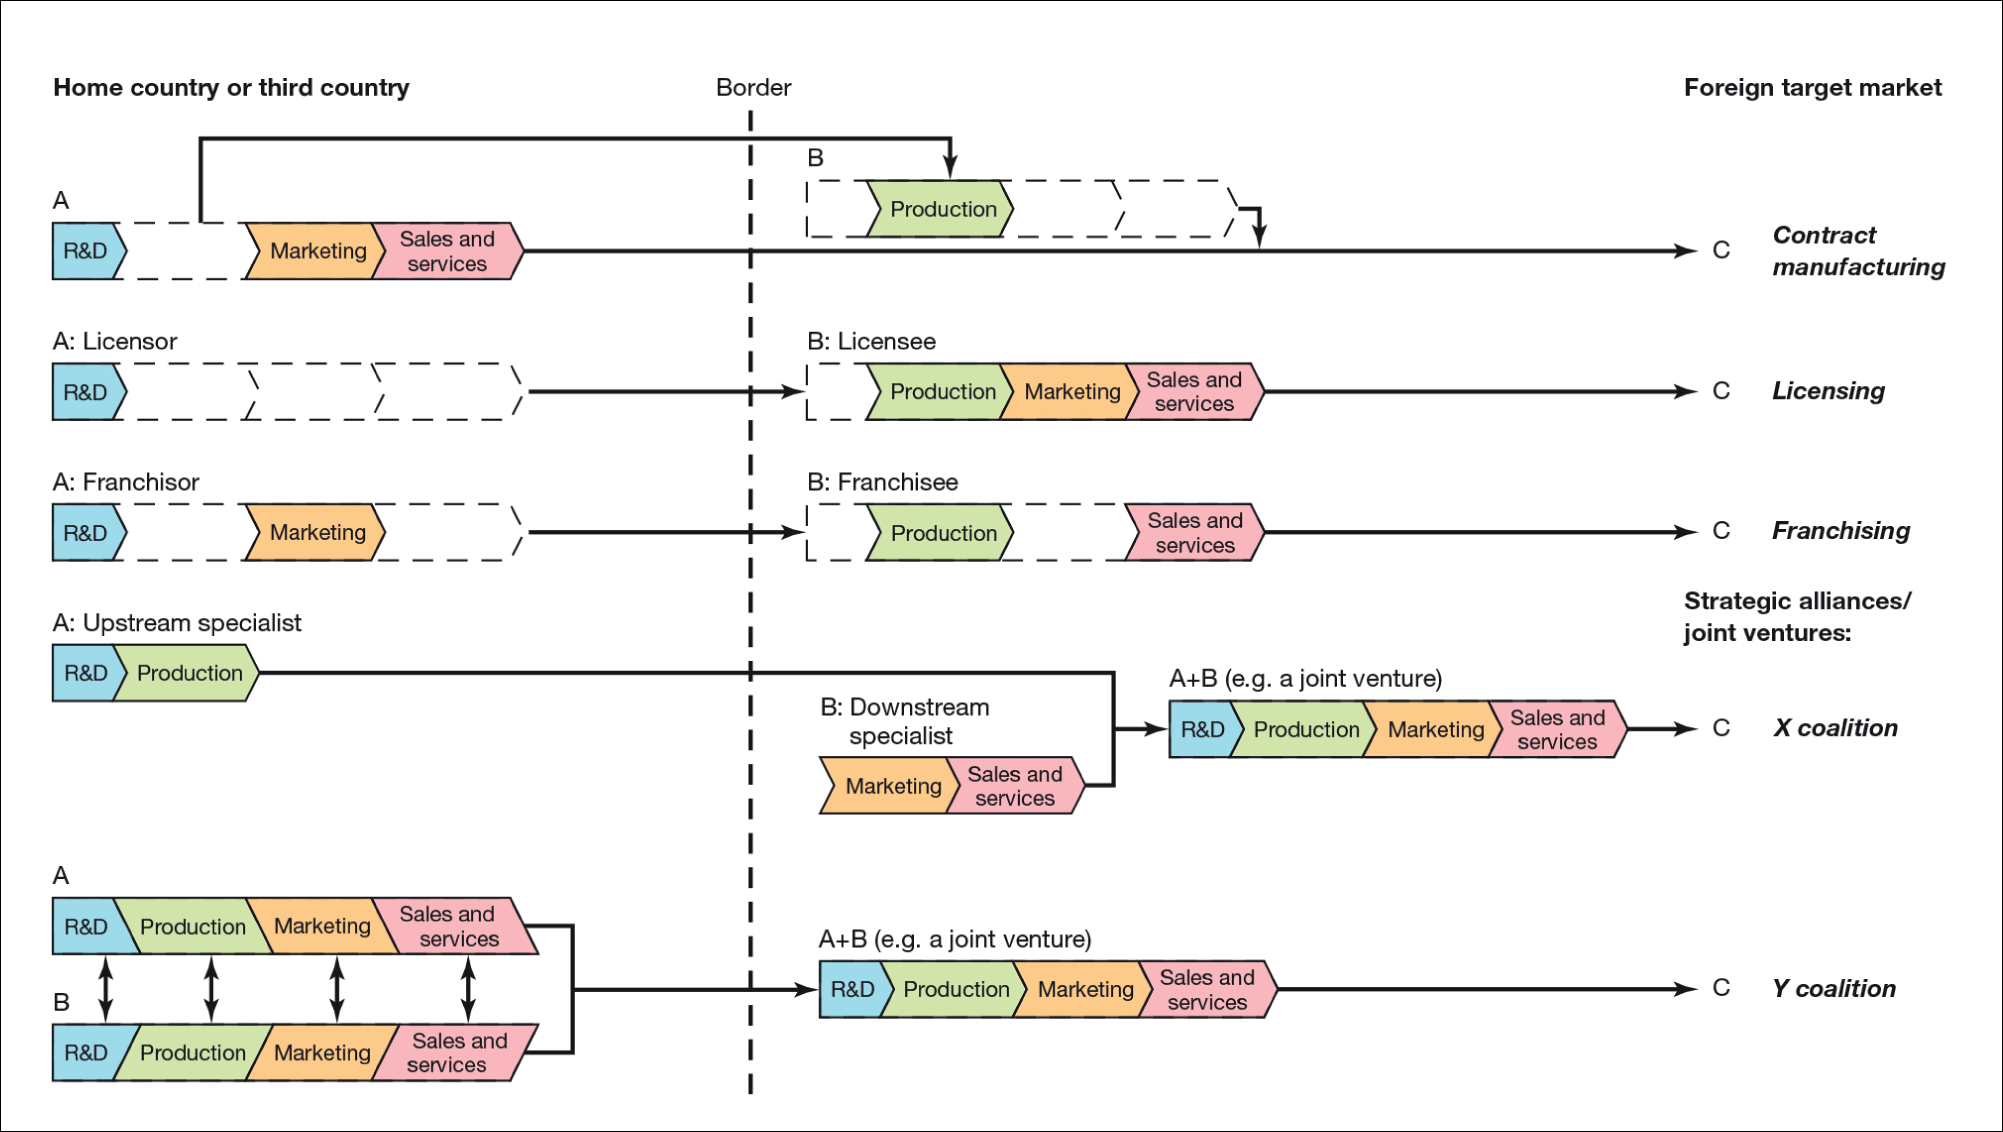 Home country or third country
Border
Foreign target market
B
A
Production
R&D
Marketing
Sales and
services
C
Contract
manufacturing
A: Licensor
B: Licensee
R&D
Production
Marketing
Sales and
services
C
Licensing
A: Franchisor
B: Franchisee
R&D
Marketing
Production
Sales and
services
C
Franchising
Strategic alliances/
joint ventures:
A: Upstream specialist
R&D
Production
B: Downstream
specialist
Marketing
Sales and
services
A+B (e.g. a joint venture)
R&D
Production
Marketing
Sales and
services
C
X coalition
A
R&D
Production
Marketing
Sales and
services
B
R&D
Production
Marketing
Sales and
services
A+B (e.g. a joint venture)
R&D
Production
Marketing
Sales and
services
C
Y coalition